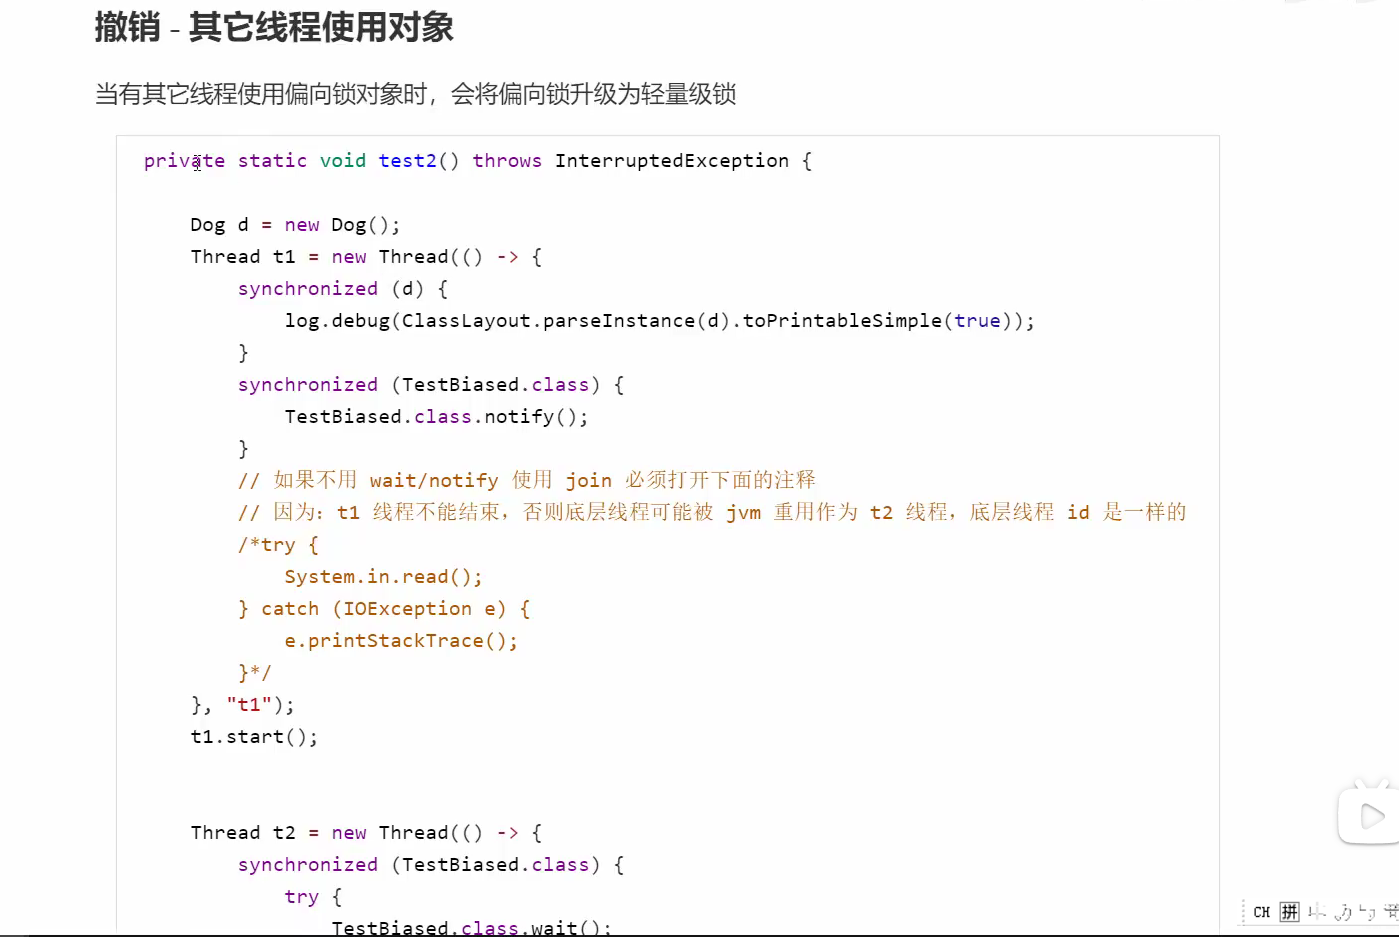 撤销 - 其它线程使用对象
当有其它线程使用偏向锁对象时，会将偏向锁升级为轻量级锁
private static void test2() throws InterruptedException {
Dog d = new Dog();
Thread t1 = new Thread(() -> {
synchronized (d) {
log.debug(ClassLayout.parseInstance(d).toPrintableSimple(true));
}
synchronized (TestBiased.class) {
TestBiased.class.notify();
}
// 如果不用 wait/notify 使用 join 必须打开下面的注释
// 因为：t1 线程不能结束，否则底层线程可能被 jvm 重用作为 t2 线程，底层线程 id 是一样的
/*try {
System.in.read();
} catch (IOException e) {
e.printStackTrace();
}*/
}, "t1");
t1.start();
Thread t2 = new Thread(() -> {
synchronized (TestBiased.class) {
try {
TestBiased.class.wait();
CH 拼